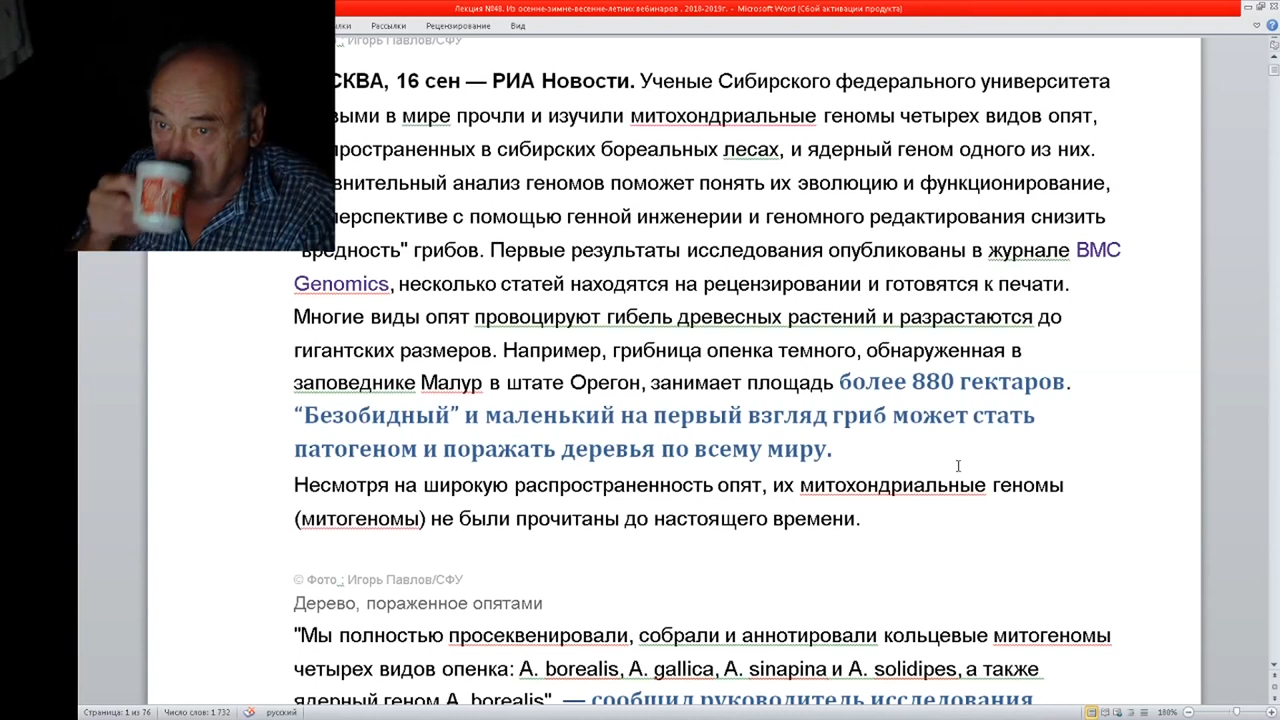 Лекция №48. Из осенне-зимне-весенне-летних вебинаров . 2018-2019г. - Microsoft Word (Сбой активации продукта)
лки Рассылки Рецензирование Вид
: Игорь Павлов/СФУ
СКВА, 16 сен — РИА Новости. Ученые Сибирского федерального университета
выми в мире прочли и изучили митохондриальные геномы четырех видов опят,
пространенных в сибирских бореальных лесах, и ядерный геном одного из них.
внительный анализ геномов поможет понять их эволюцию и функционирование,
перспективе с помощью генной инженерии и геномного редактирования снизить
"вредность" грибов. Первые результаты исследования опубликованы в журнале BMC
Genomics, несколько статей находятся на рецензировании и готовятся к печати.
Многие виды опят провоцируют гибель древесных растений и разрастаются до
гигантских размеров. Например, грибница опенка темного, обнаруженная в
заповеднике Малур в штате Орегон, занимает площадь более 880 гектаров.
“Безобидный” и маленький на первый взгляд гриб может стать
патогеном и поражать деревья по всему миру.
Несмотря на широкую распространенность опят, их митохондриальные геномы
(митогеномы) не были прочитаны до настоящего времени.
© Фото : Игорь Павлов/СФУ
Дерево, пораженное опятами
"Мы полностью просеквенировали, собрали и аннотировали кольцевые митогеномы
четырех видов опенка: A. borealis, A. gallica, A. sinapina и A. solidipes, а также
ядерный геном A. borealis", — сообщил руководитель исследования
Страница: 1 из 76 Число слов: 1 732 русский 180%